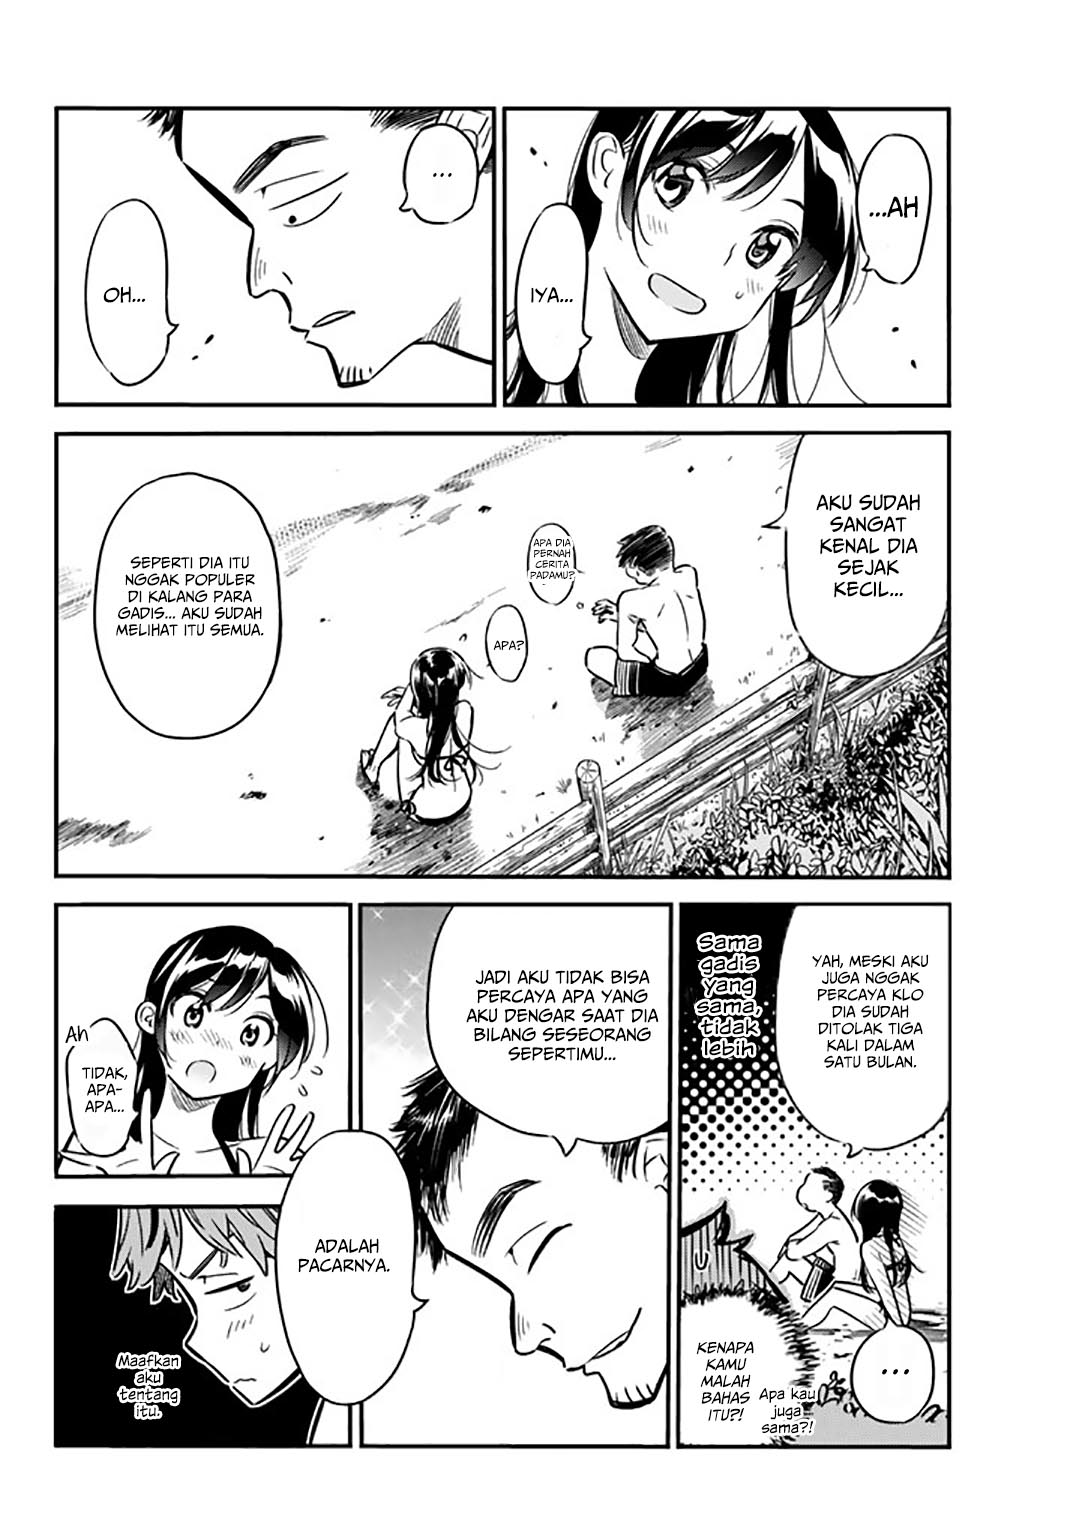 ...AH
IYA...
...
OH...
AKU SUDAH
SANGAT
KENAL DIA
SEJAK
KECIL...
APA DIA
PERNAH
CERITA
PADAMU?
APA?
SEPERTI DIA ITU
NGGAK POPULER
DI KALANG PARA
GADIS... AKU SUDAH
MELIHAT ITU SEMUA.
YAH, MESKI AKU
JUGA NGGAK
PERCAYA KLO
DIA SUDAH
DITOLAK TIGA
KALI DALAM
SATU BULAN.
Sama
gadis
yang
sama,
tidak
lebih
...
KENAPA
KAMU
MALAH
BAHAS
ITU?!
Apa kau
juga
sama?!
JADI AKU TIDAK BISA
PERCAYA APA YANG
AKU DENGAR SAAT DIA
BILANG SESEORANG
SEPERTIMU...
ADALAH
PACARNYA.
Ah
TIDAK,
APA-
APA...
Maafkan
aku
tentang
itu.